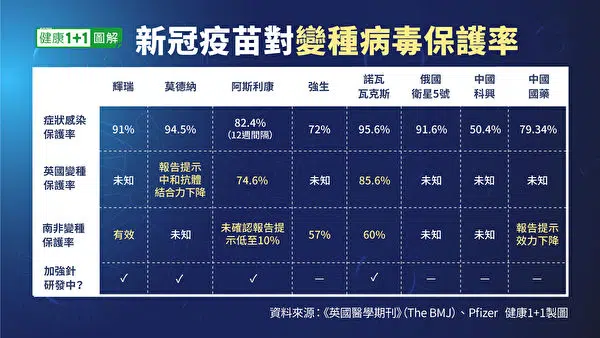 健康1+1圖解
新冠疫苗對變種病毒保護率
輝瑞 莫德納 阿斯利康 強生 諾瓦瓦克斯 俄國衛星5號 中國科興 中國國藥
症狀感染保護率 91% 94.5% 82.4%(12週間隔) 72% 95.6% 91.6% 50.4% 79.34%
英國變種保護率 未知 報告提示中和抗體結合力下降 74.6% 未知 85.6% 未知 未知 未知
南非變種保護率 有效 未知 未確認報告提示低至10% 57% 60% 未知 未知 報告提示效力下降
加強針研發中? ✓ ✓ ✓ — ✓ — — —
資料來源:《英國醫學期刊》(The BMJ)、Pfizer 健康1+1製圖